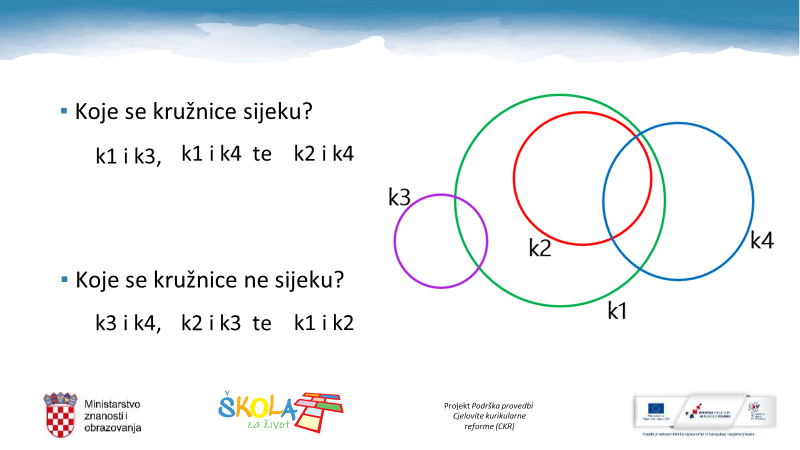 ▪ Koje se kružnice sijeku?
k1 i k3, k1 i k4 te k2 i k4
k3
k2
k4
k1
▪ Koje se kružnice ne sijeku?
k3 i k4, k2 i k3 te k1 i k2
Ministarstvo
znanosti i
obrazovanja
ŠKOLA
za život
Projekt Podrška provedbi
Cjelovite kurikularne
reforme (CKR)